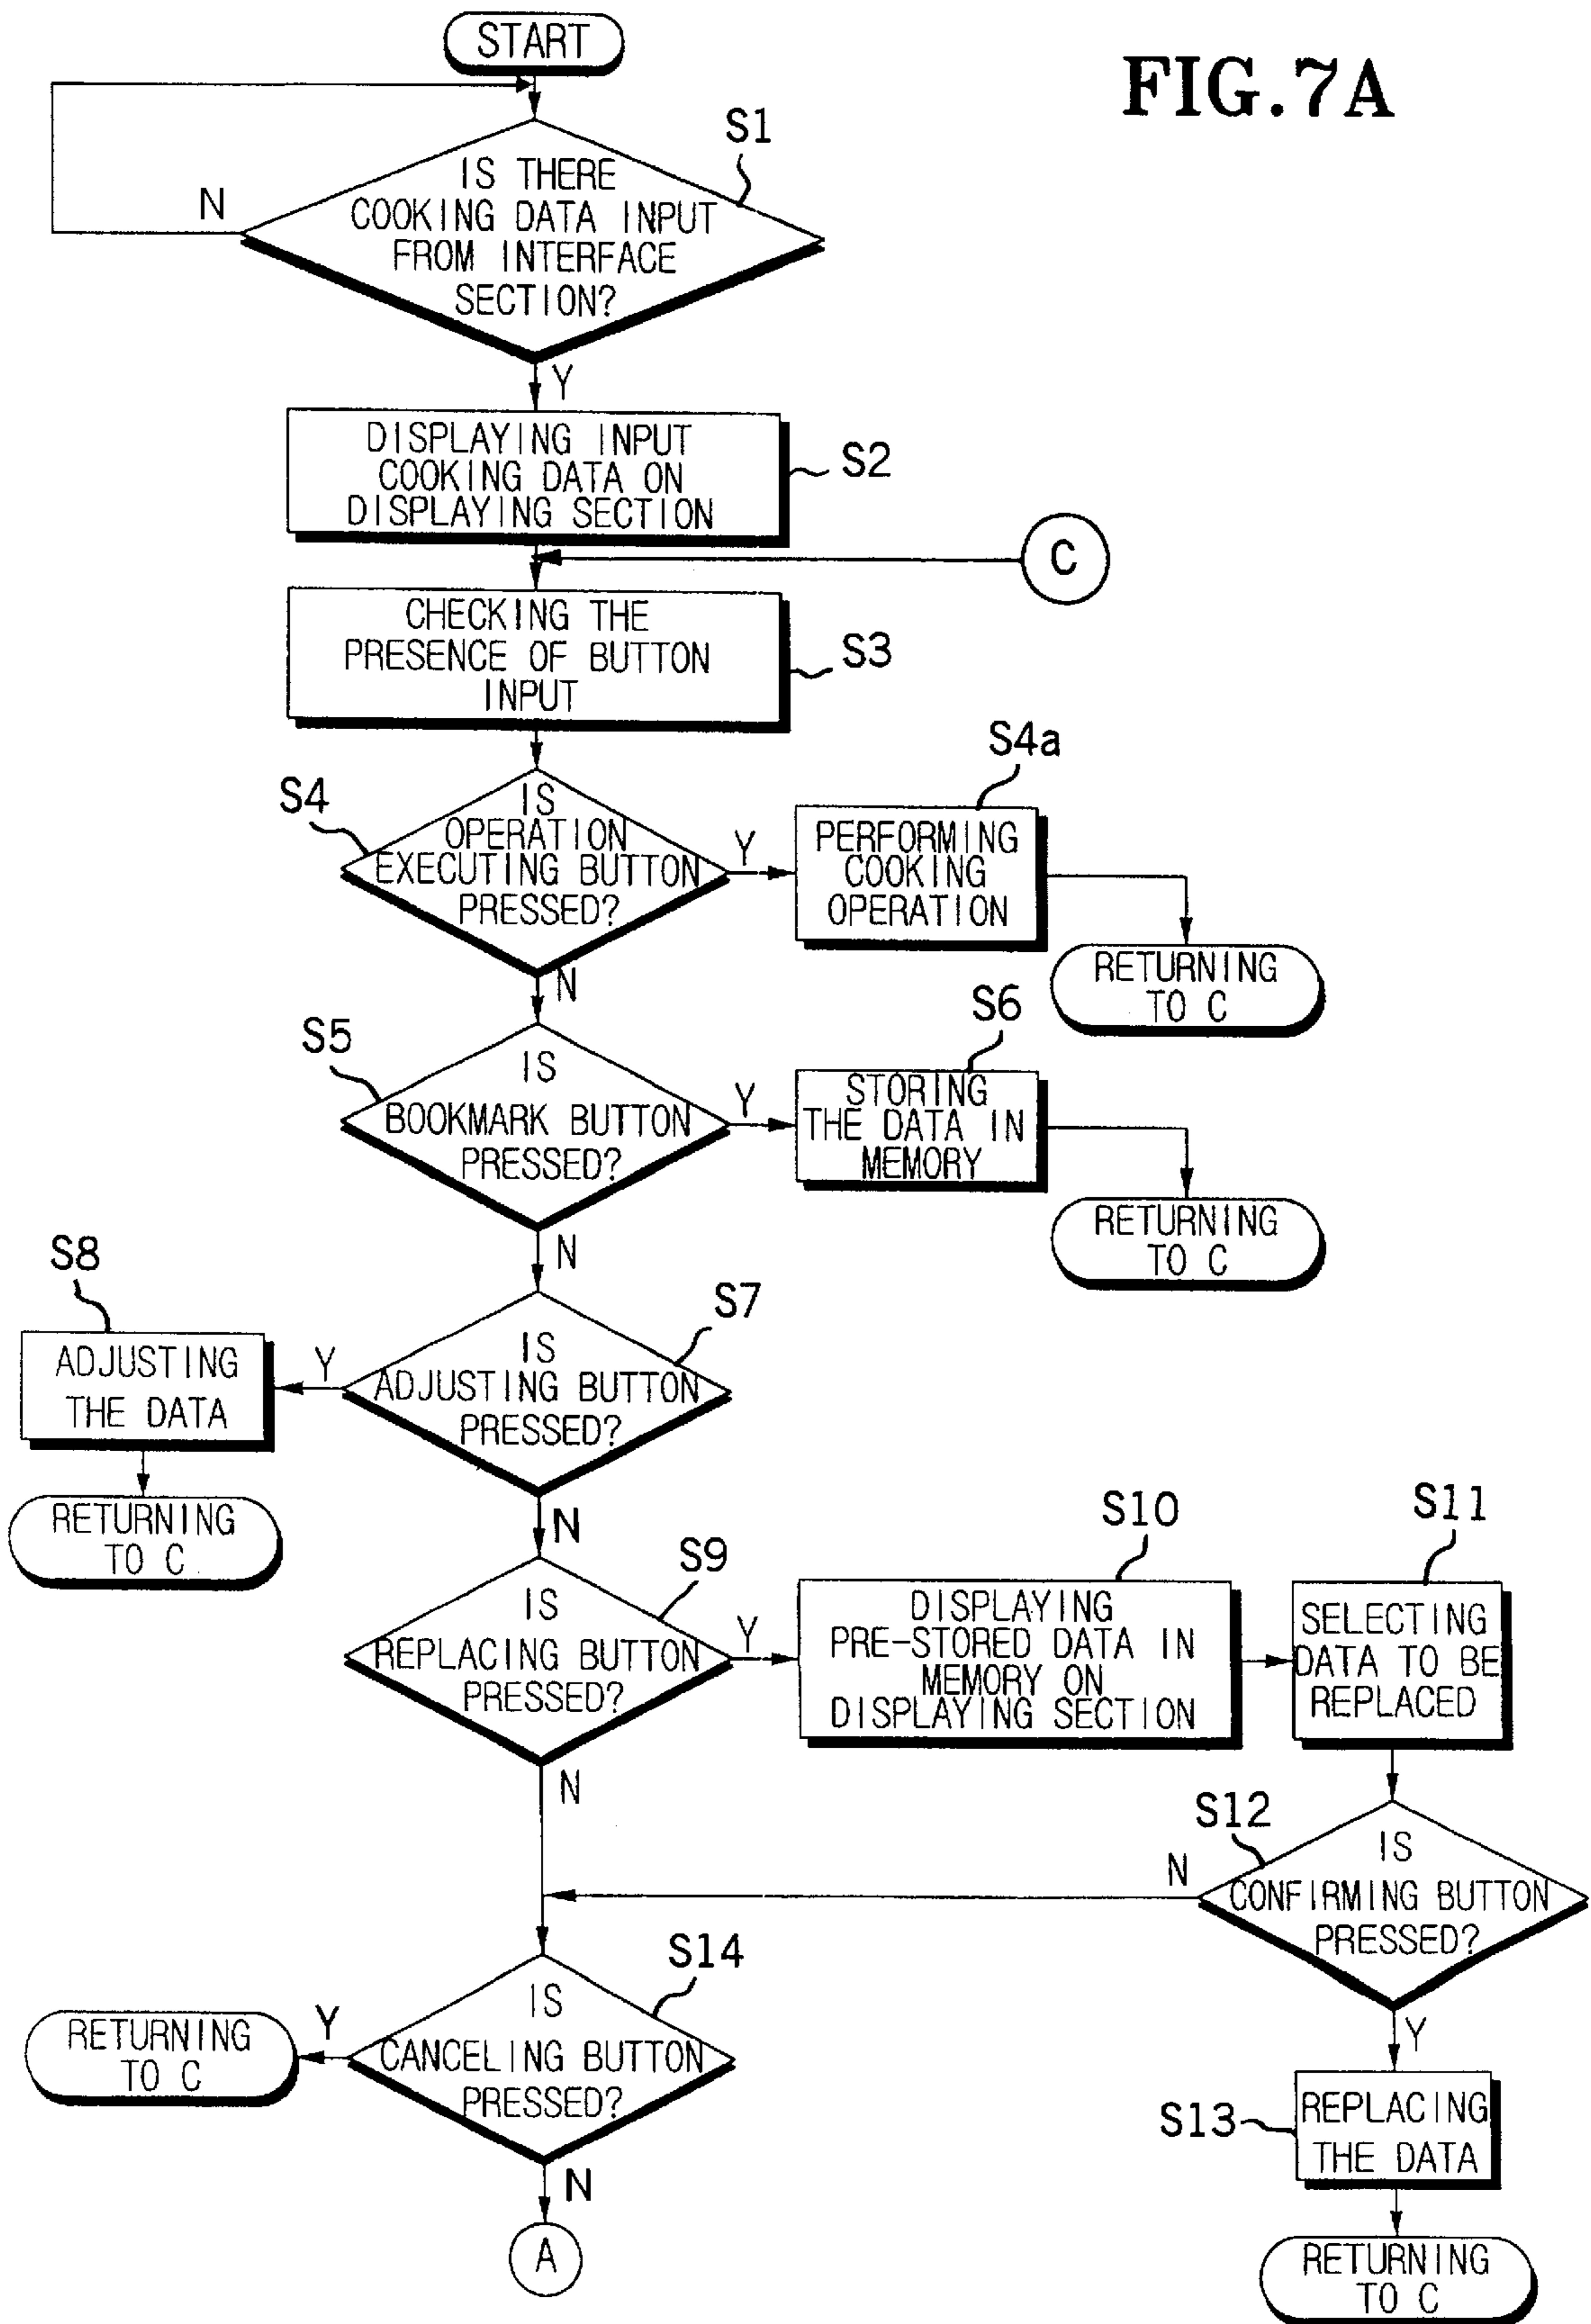 START
FIG.7A
S1
IS THERE
COOKING DATA INPUT
FROM INTERFACE
SECTION?
N
Y
DISPLAYING INPUT
COOKING DATA ON
DISPLAYING SECTION
S2
C
CHECKING THE
PRESENCE OF BUTTON
INPUT
S3
S4
IS
OPERATION
EXECUTING BUTTON
PRESSED?
Y
S4a
PERFORMING
COOKING
OPERATION
RETURNING
TO C
N
S5
IS
BOOKMARK BUTTON
PRESSED?
Y
S6
STORING
THE DATA IN
MEMORY
RETURNING
TO C
N
S7
IS
ADJUSTING BUTTON
PRESSED?
Y
S8
ADJUSTING
THE DATA
RETURNING
TO C
N
S9
IS
REPLACING BUTTON
PRESSED?
Y
S10
DISPLAYING
PRE-STORED DATA IN
MEMORY ON
DISPLAYING SECTION
S11
SELECTING
DATA TO BE
REPLACED
N
S12
IS
CONFIRMING BUTTON
PRESSED?
N
Y
S13
REPLACING
THE DATA
RETURNING
TO C
S14
IS
CANCELING BUTTON
PRESSED?
Y
RETURNING
TO C
N
A